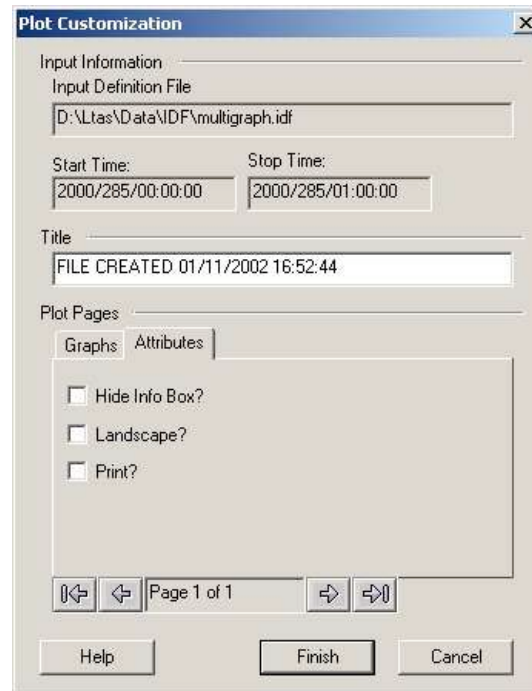 Plot Customization
Input Information
Input Definition File
D:\Ltas\Data\IDF\multigraph.idf
Start Time: Stop Time:
2000/285/00:00:00 2000/285/01:00:00
Title
FILE CREATED 01/11/2002 16:52:44
Plot Pages
Graphs Attributes
Hide Info Box?
Landscape?
Print?
Page 1 of 1
Help Finish Cancel